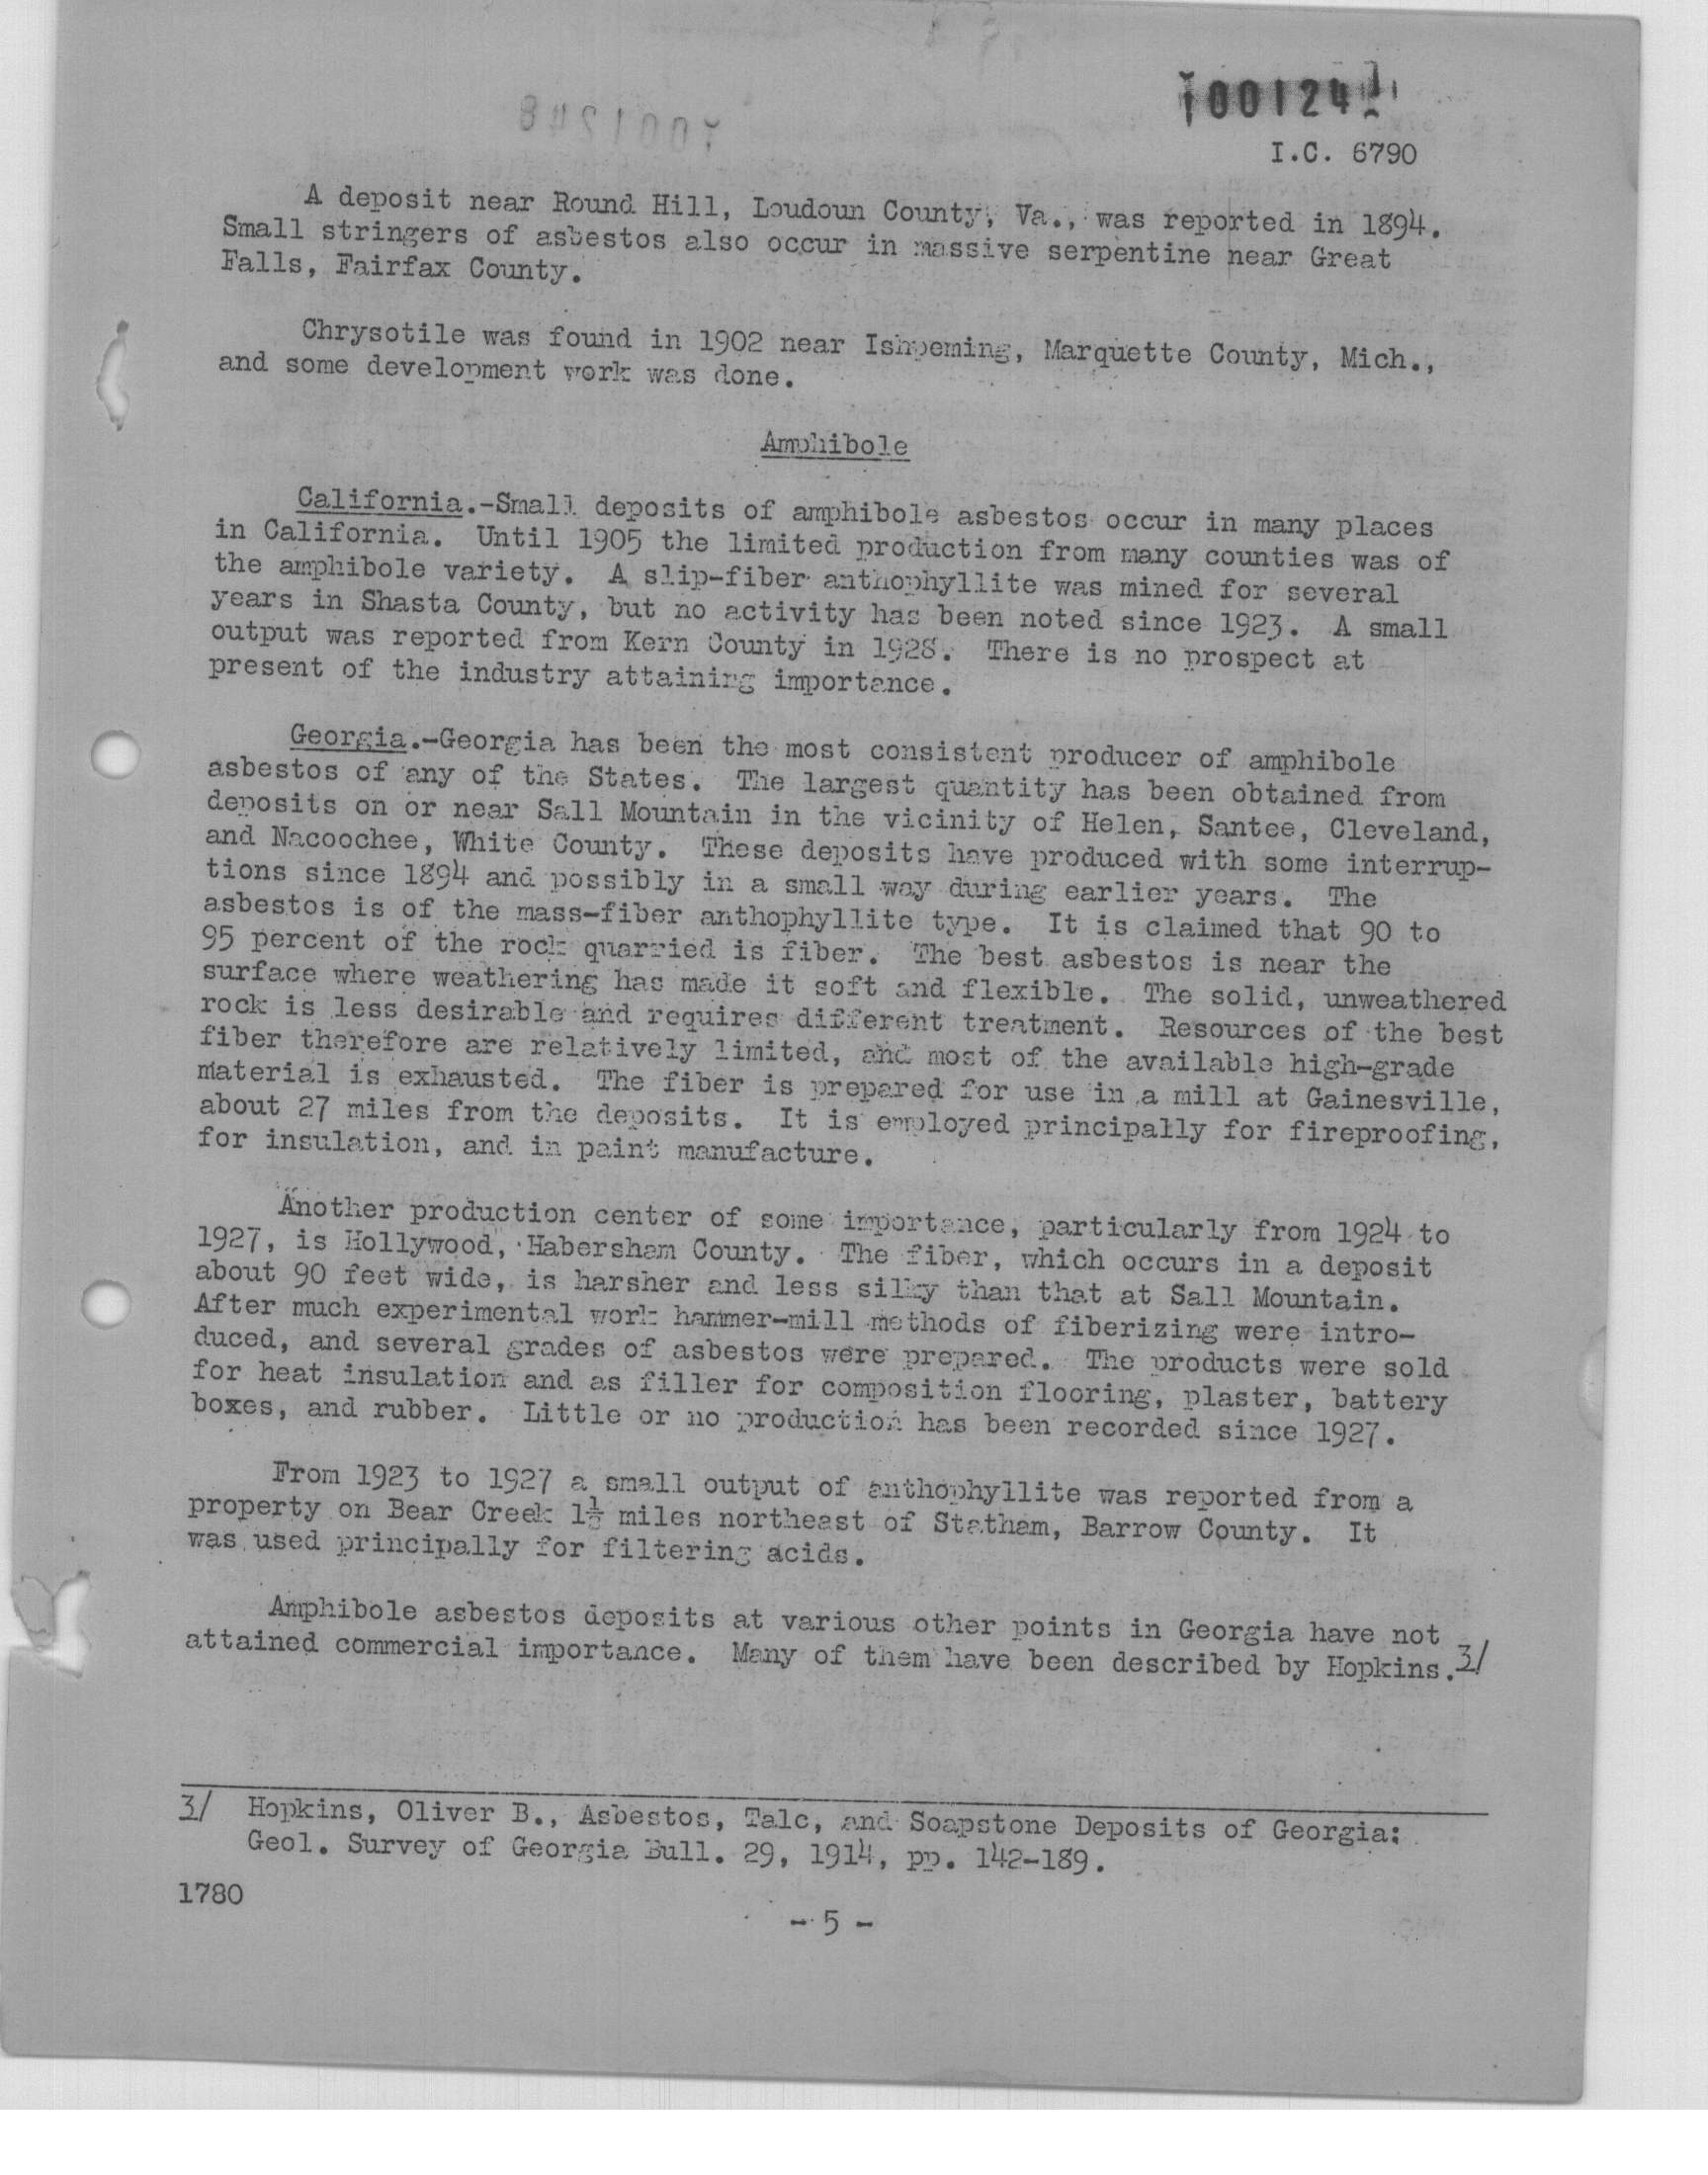 I.C. 6790
A deposit near Round Hill, Loudoun County, Va., was reported in 1894.
Small stringers of asbestos also occur in massive serpentine near Great
Falls, Fairfax County.
Chrysotile was found in 1902 near Ishpeming, Marquette County, Mich.,
and some development work was done.
Amphibole
California.-Small deposits of amphibole asbestos occur in many places
in California. Until 1905 the limited production from many counties was of
the amphibole variety. A slip-fiber anthophyllite was mined for several
years in Shasta County, but no activity has been noted since 1923. A small
output was reported from Kern County in 1928. There is no prospect at
present of the industry attaining importance.
Georgia.-Georgia has been the most consistent producer of amphibole
asbestos of any of the States. The largest quantity has been obtained from
deposits on or near Sall Mountain in the vicinity of Helen, Santee, Cleveland,
and Nacoochee, White County. These deposits have produced with some interrup-
tions since 1894 and possibly in a small way during earlier years. The
asbestos is of the mass-fiber anthophyllite type. It is claimed that 90 to
95 percent of the rock quarried is fiber. The best asbestos is near the
surface where weathering has made it soft and flexible. The solid, unweathered
rock is less desirable and requires different treatment. Resources of the best
fiber therefore are relatively limited, and most of the available high-grade
material is exhausted. The fiber is prepared for use in a mill at Gainesville,
about 27 miles from the deposits. It is employed principally for fireproofing,
for insulation, and in paint manufacture.
Another production center of some importance, particularly from 1924 to
1927, is Hollywood, Habersham County. The fiber, which occurs in a deposit
about 90 feet wide, is harsher and less silky than that at Sall Mountain.
After much experimental work hammer-mill methods of fiberizing were intro-
duced, and several grades of asbestos were prepared. The products were sold
for heat insulation and as filler for composition flooring, plaster, battery
boxes, and rubber. Little or no production has been recorded since 1927.
From 1923 to 1927 a small output of anthophyllite was reported from a
property on Bear Creek 1½ miles northeast of Statham, Barrow County. It
was used principally for filtering acids.
Amphibole asbestos deposits at various other points in Georgia have not
attained commercial importance. Many of them have been described by Hopkins.3/
3/ Hopkins, Oliver B., Asbestos, Talc, and Soapstone Deposits of Georgia:
Geol. Survey of Georgia Bull. 29, 1914, pp. 142-189.
1780
- 5 -